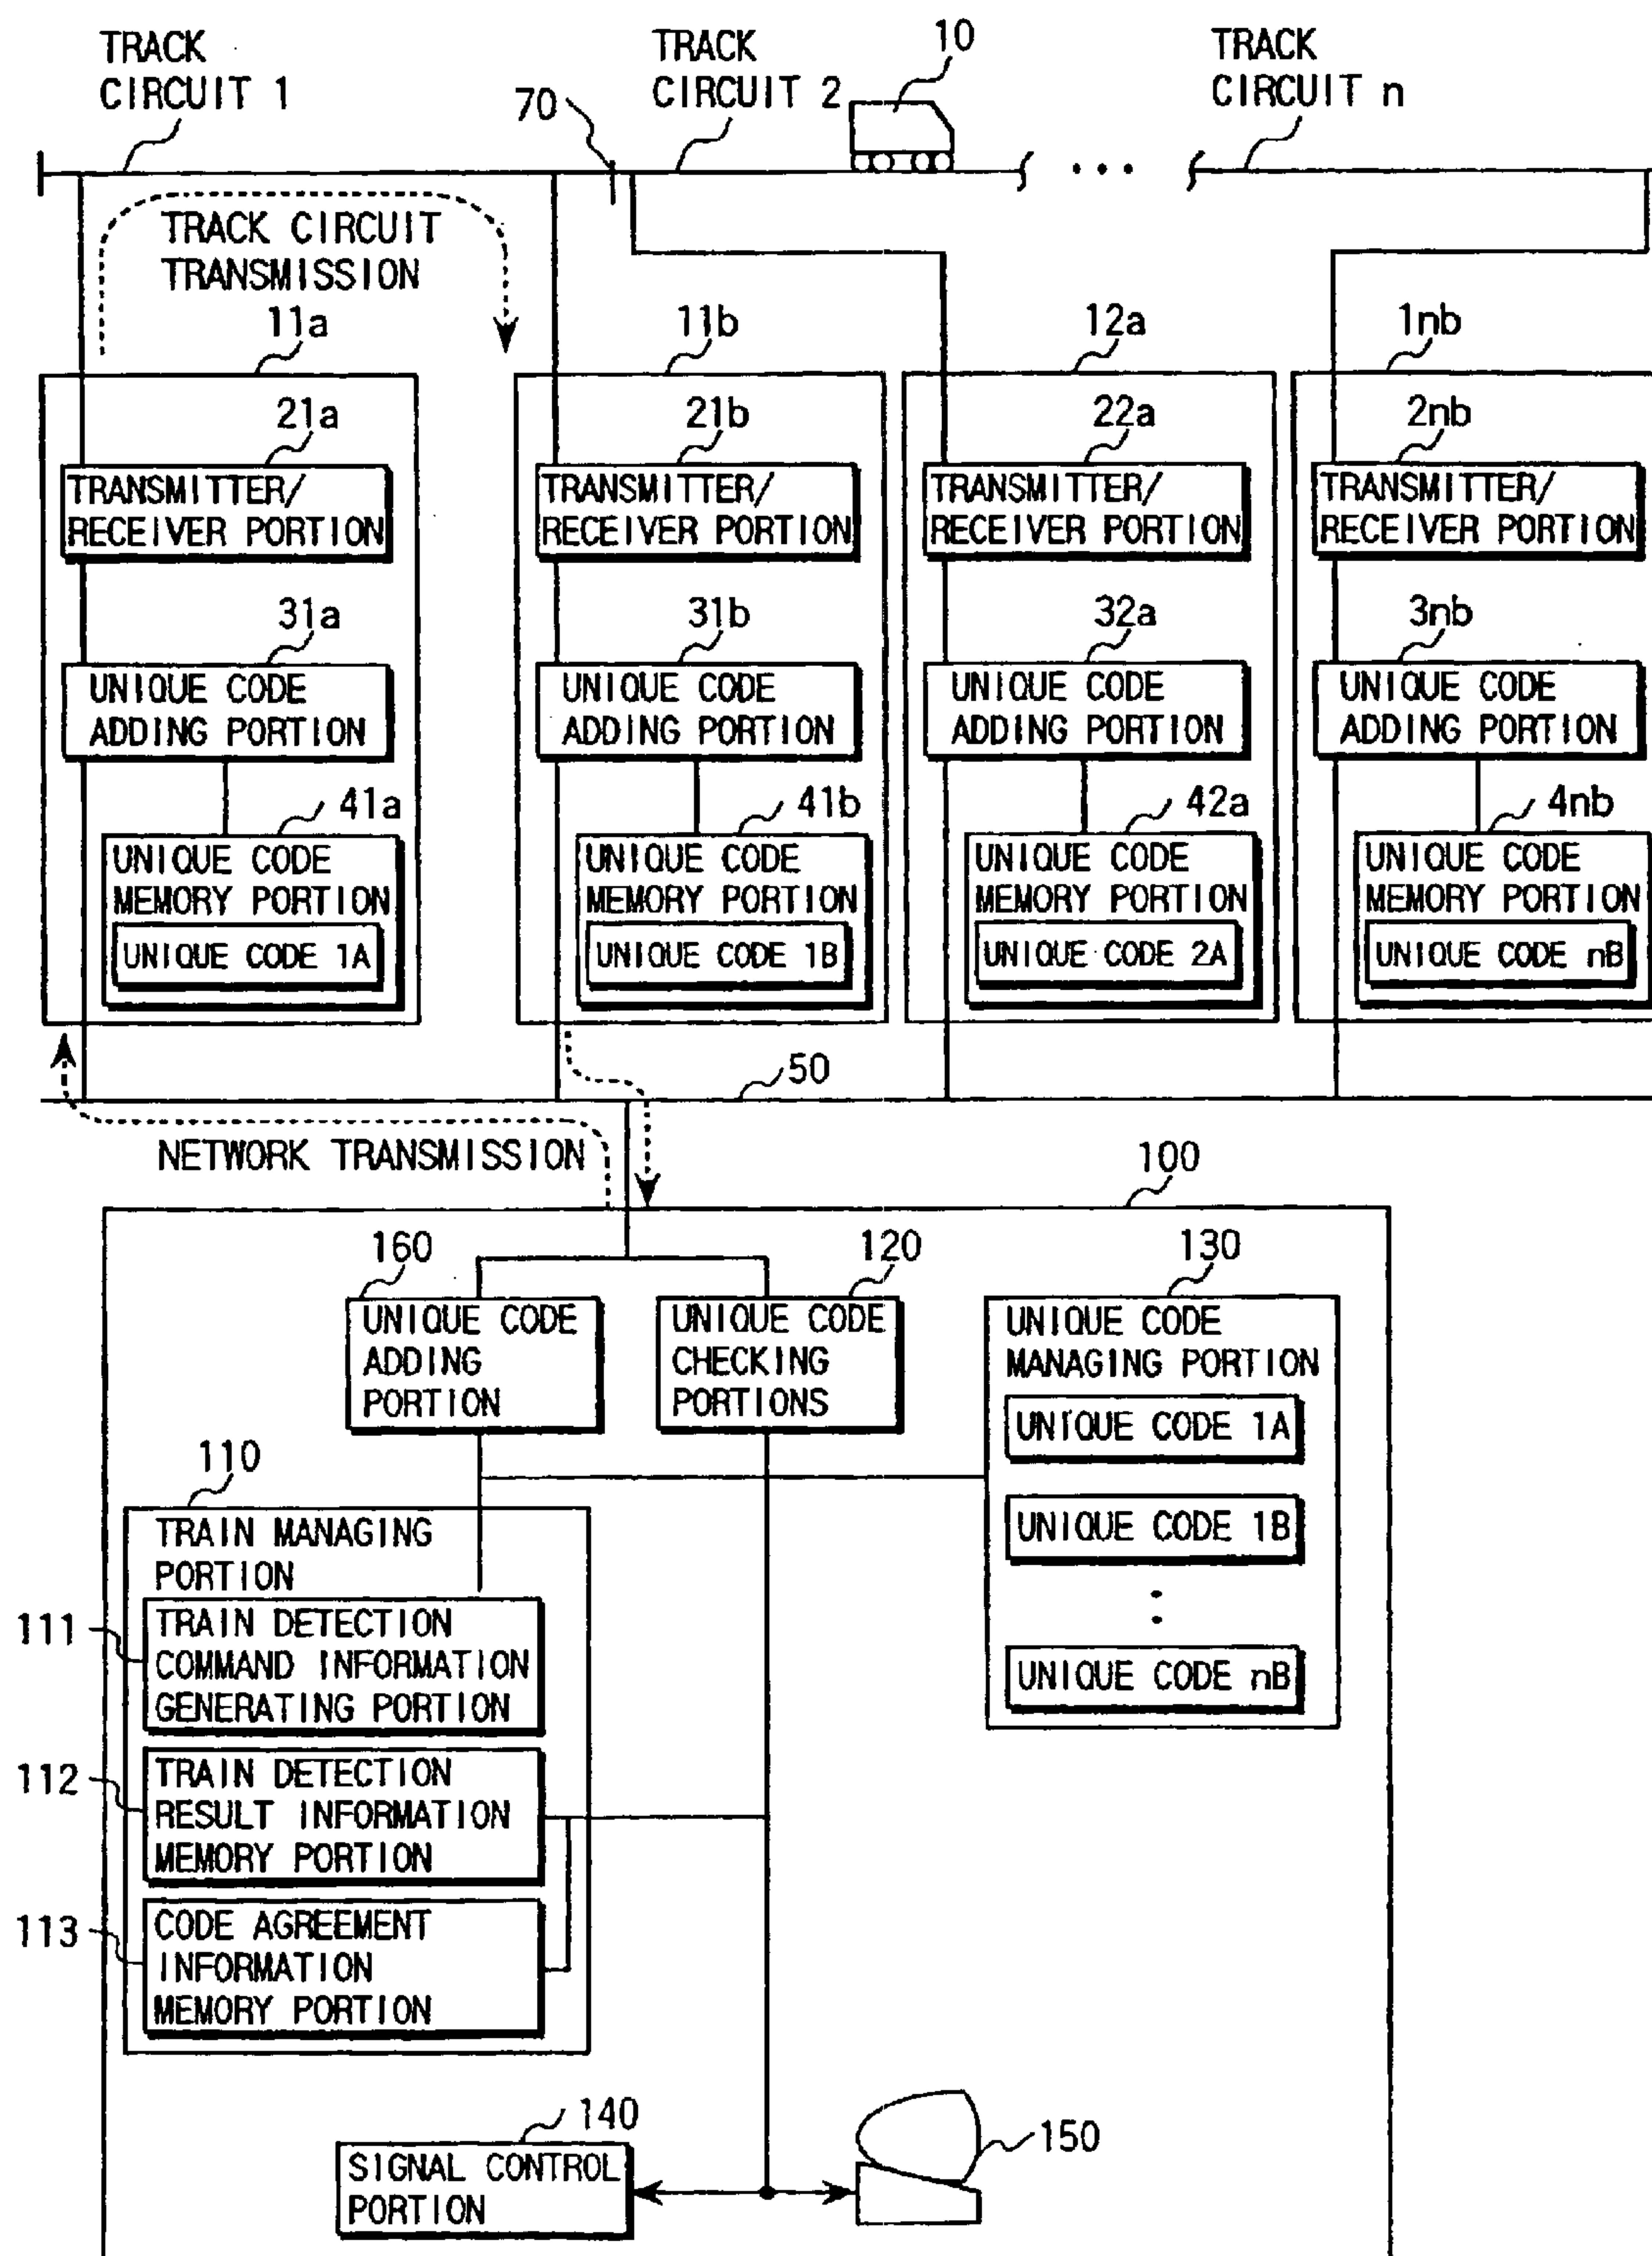 TRACK
CIRCUIT 1
TRACK
CIRCUIT 2
10
TRACK
CIRCUIT n
70
TRACK CIRCUIT
TRANSMISSION
11a
11b
12a
1nb
21a
21b
22a
2nb
TRANSMITTER/
RECEIVER PORTION
TRANSMITTER/
RECEIVER PORTION
TRANSMITTER/
RECEIVER PORTION
TRANSMITTER/
RECEIVER PORTION
31a
31b
32a
3nb
UNIQUE CODE
ADDING PORTION
UNIQUE CODE
ADDING PORTION
UNIQUE CODE
ADDING PORTION
UNIQUE CODE
ADDING PORTION
41a
41b
42a
4nb
UNIQUE CODE
MEMORY PORTION
UNIQUE CODE 1A
UNIQUE CODE
MEMORY PORTION
UNIQUE CODE 1B
UNIQUE CODE
MEMORY PORTION
UNIQUE CODE 2A
UNIQUE CODE
MEMORY PORTION
UNIQUE CODE nB
50
NETWORK TRANSMISSION
100
160
120
130
UNIQUE CODE
ADDING
PORTION
UNIQUE CODE
CHECKING
PORTIONS
UNIQUE CODE
MANAGING PORTION
UNIQUE CODE 1A
UNIQUE CODE 1B
UNIQUE CODE nB
110
TRAIN MANAGING
PORTION
111
TRAIN DETECTION
COMMAND INFORMATION
GENERATING PORTION
112
TRAIN DETECTION
RESULT INFORMATION
MEMORY PORTION
113
CODE AGREEMENT
INFORMATION
MEMORY PORTION
140
SIGNAL CONTROL
PORTION
150